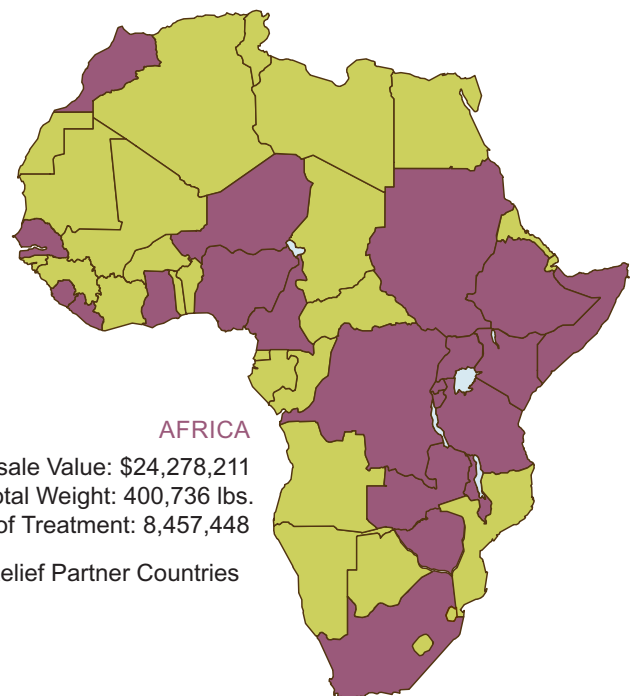 AFRICA
sale Value: $24,278,211
otal Weight: 400,736 lbs.
of Treatment: 8,457,448
elief Partner Countries